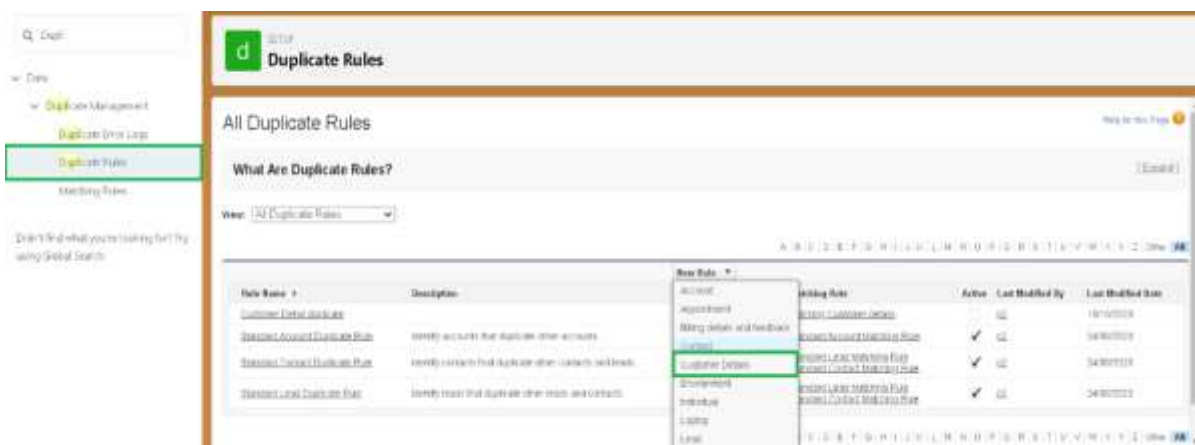 Dupli
Data
Duplicate Management
Duplicate Error Logs
Duplicate Rules
Matching Rules
Didn't find what you're looking for? Try
using Global Search.
SETUP
Duplicate Rules
All Duplicate Rules
Help for this Page
What Are Duplicate Rules?
[Expand]
View: All Duplicate Rules
A B C D E F G H I J K L M N O P Q R S T U V W X Y Z Other All
New Rule
Rule Name Description Matching Rule Active Last Modified By Last Modified Date
Customer Detail duplicate
Standard Account Duplicate Rule Identify accounts that duplicate other accounts. Standard Account Matching Rule
Standard Contact Duplicate Rule Identify contacts that duplicate other contacts and leads. Standard Lead Matching Rule
Standard Contact Matching Rule
Standard Lead Duplicate Rule Identify leads that duplicate other leads and contacts. Standard Lead Matching Rule
Standard Contact Matching Rule
Account
Appointment
Billing details and feedback
Contact
Customer Details
Environment
Individual
Laptop
Lead
A B C D E F G H I J K L M N O P Q R S T U V W X Y Z Other All